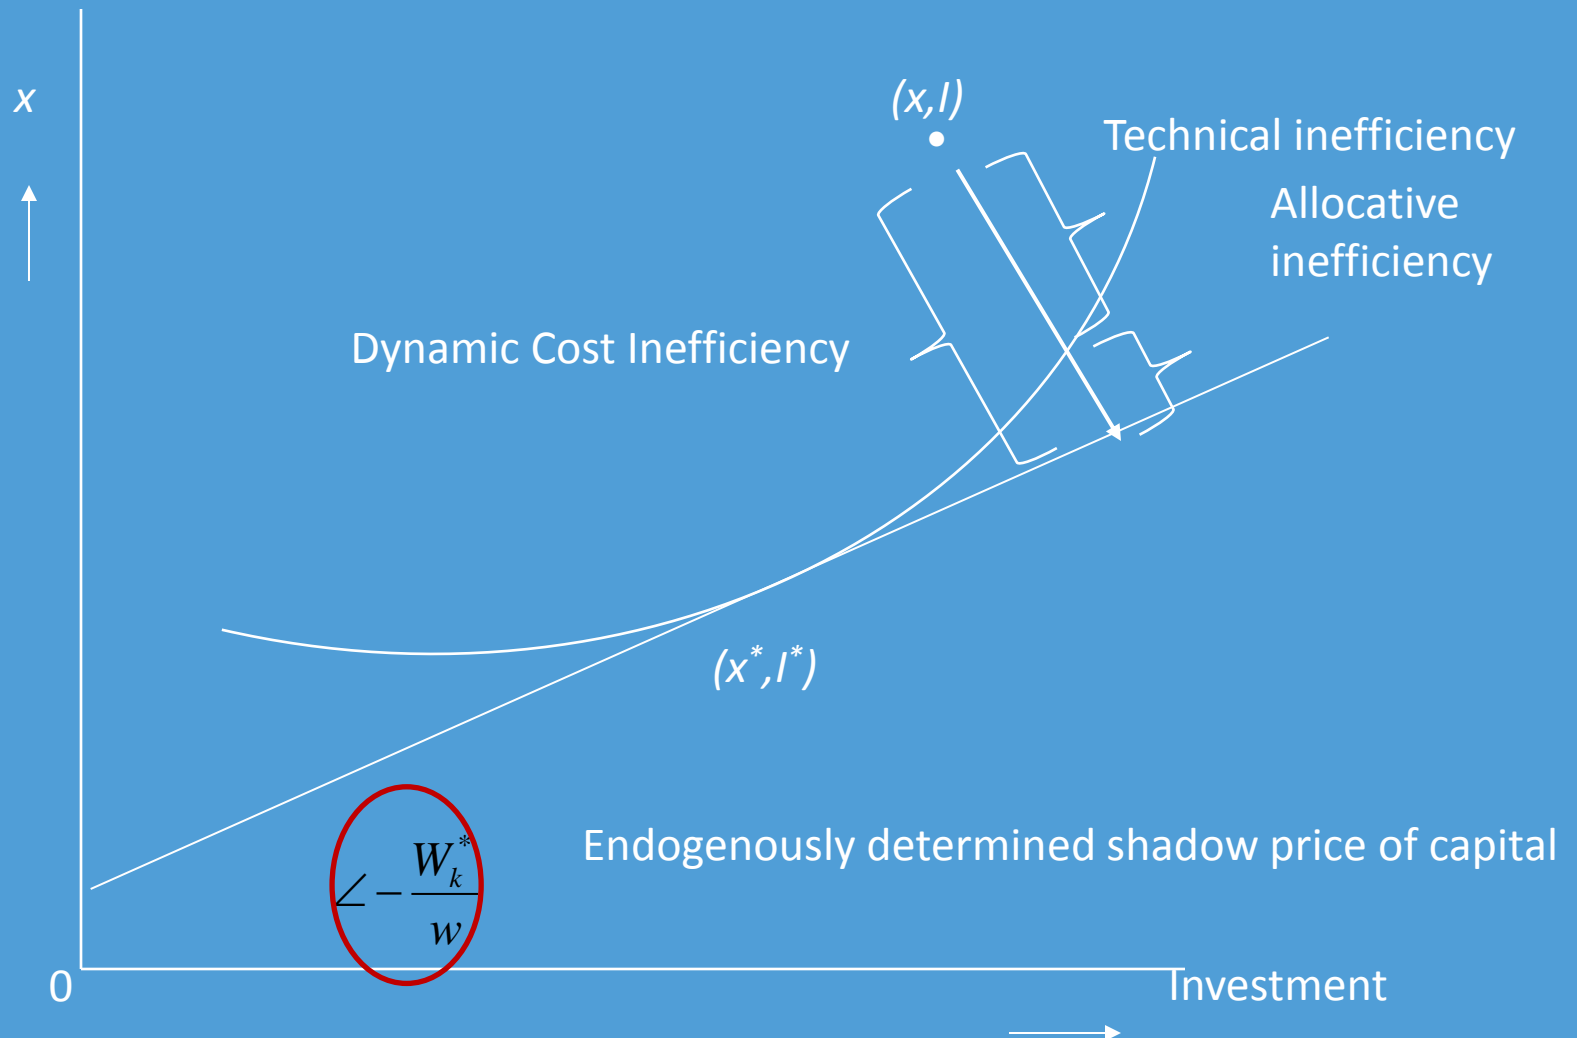 x
(x,I)
Technical inefficiency
Allocative
inefficiency
Dynamic Cost Inefficiency
(x*,I*)
Endogenously determined shadow price of capital
∠ − W*k / w
0
Investment